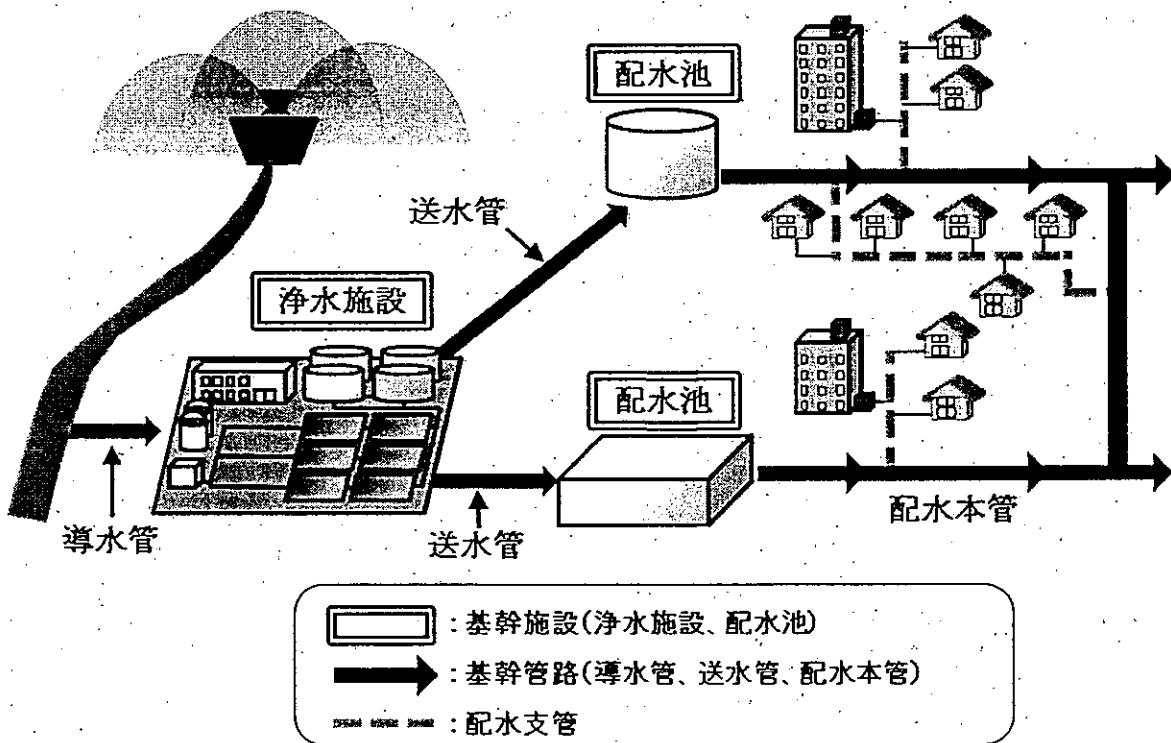 配水池
送水管
浄水施設
配水池
導水管
送水管
配水本管
：基幹施設(浄水施設、配水池)
：基幹管路(導水管、送水管、配水本管)
：配水支管